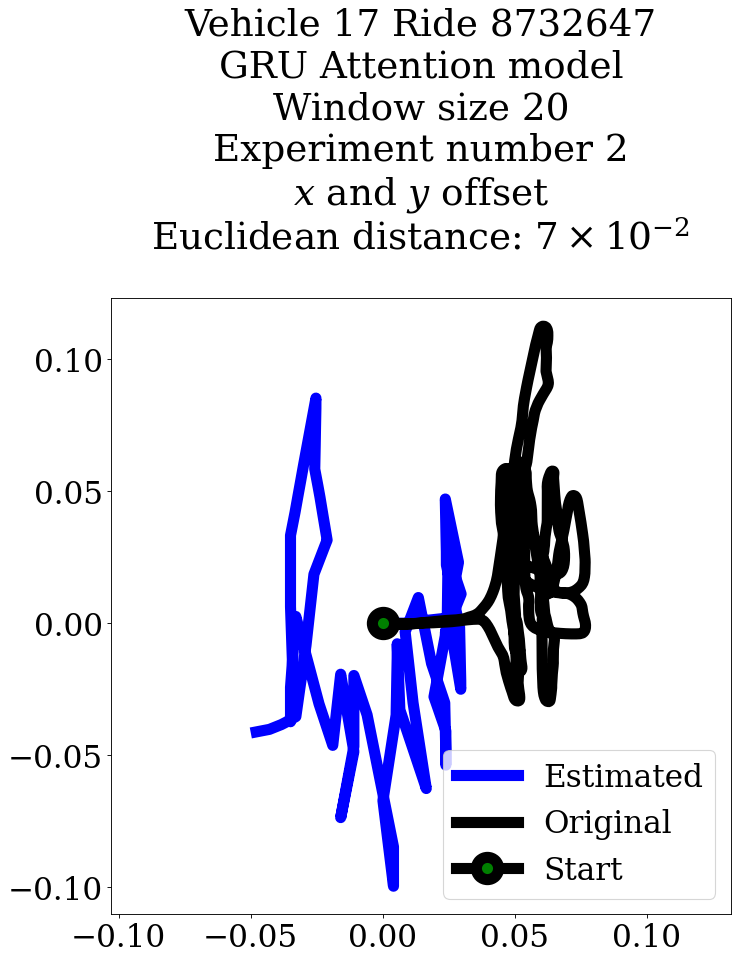 Vehicle 17 Ride 8732647
GRU Attention model
Window size 20
Experiment number 2
x and y offset
Euclidean distance: 7 × 10⁻²
0.10
0.05
0.00
−0.05
−0.10
−0.10 −0.05 0.00 0.05 0.10
Estimated
Original
Start